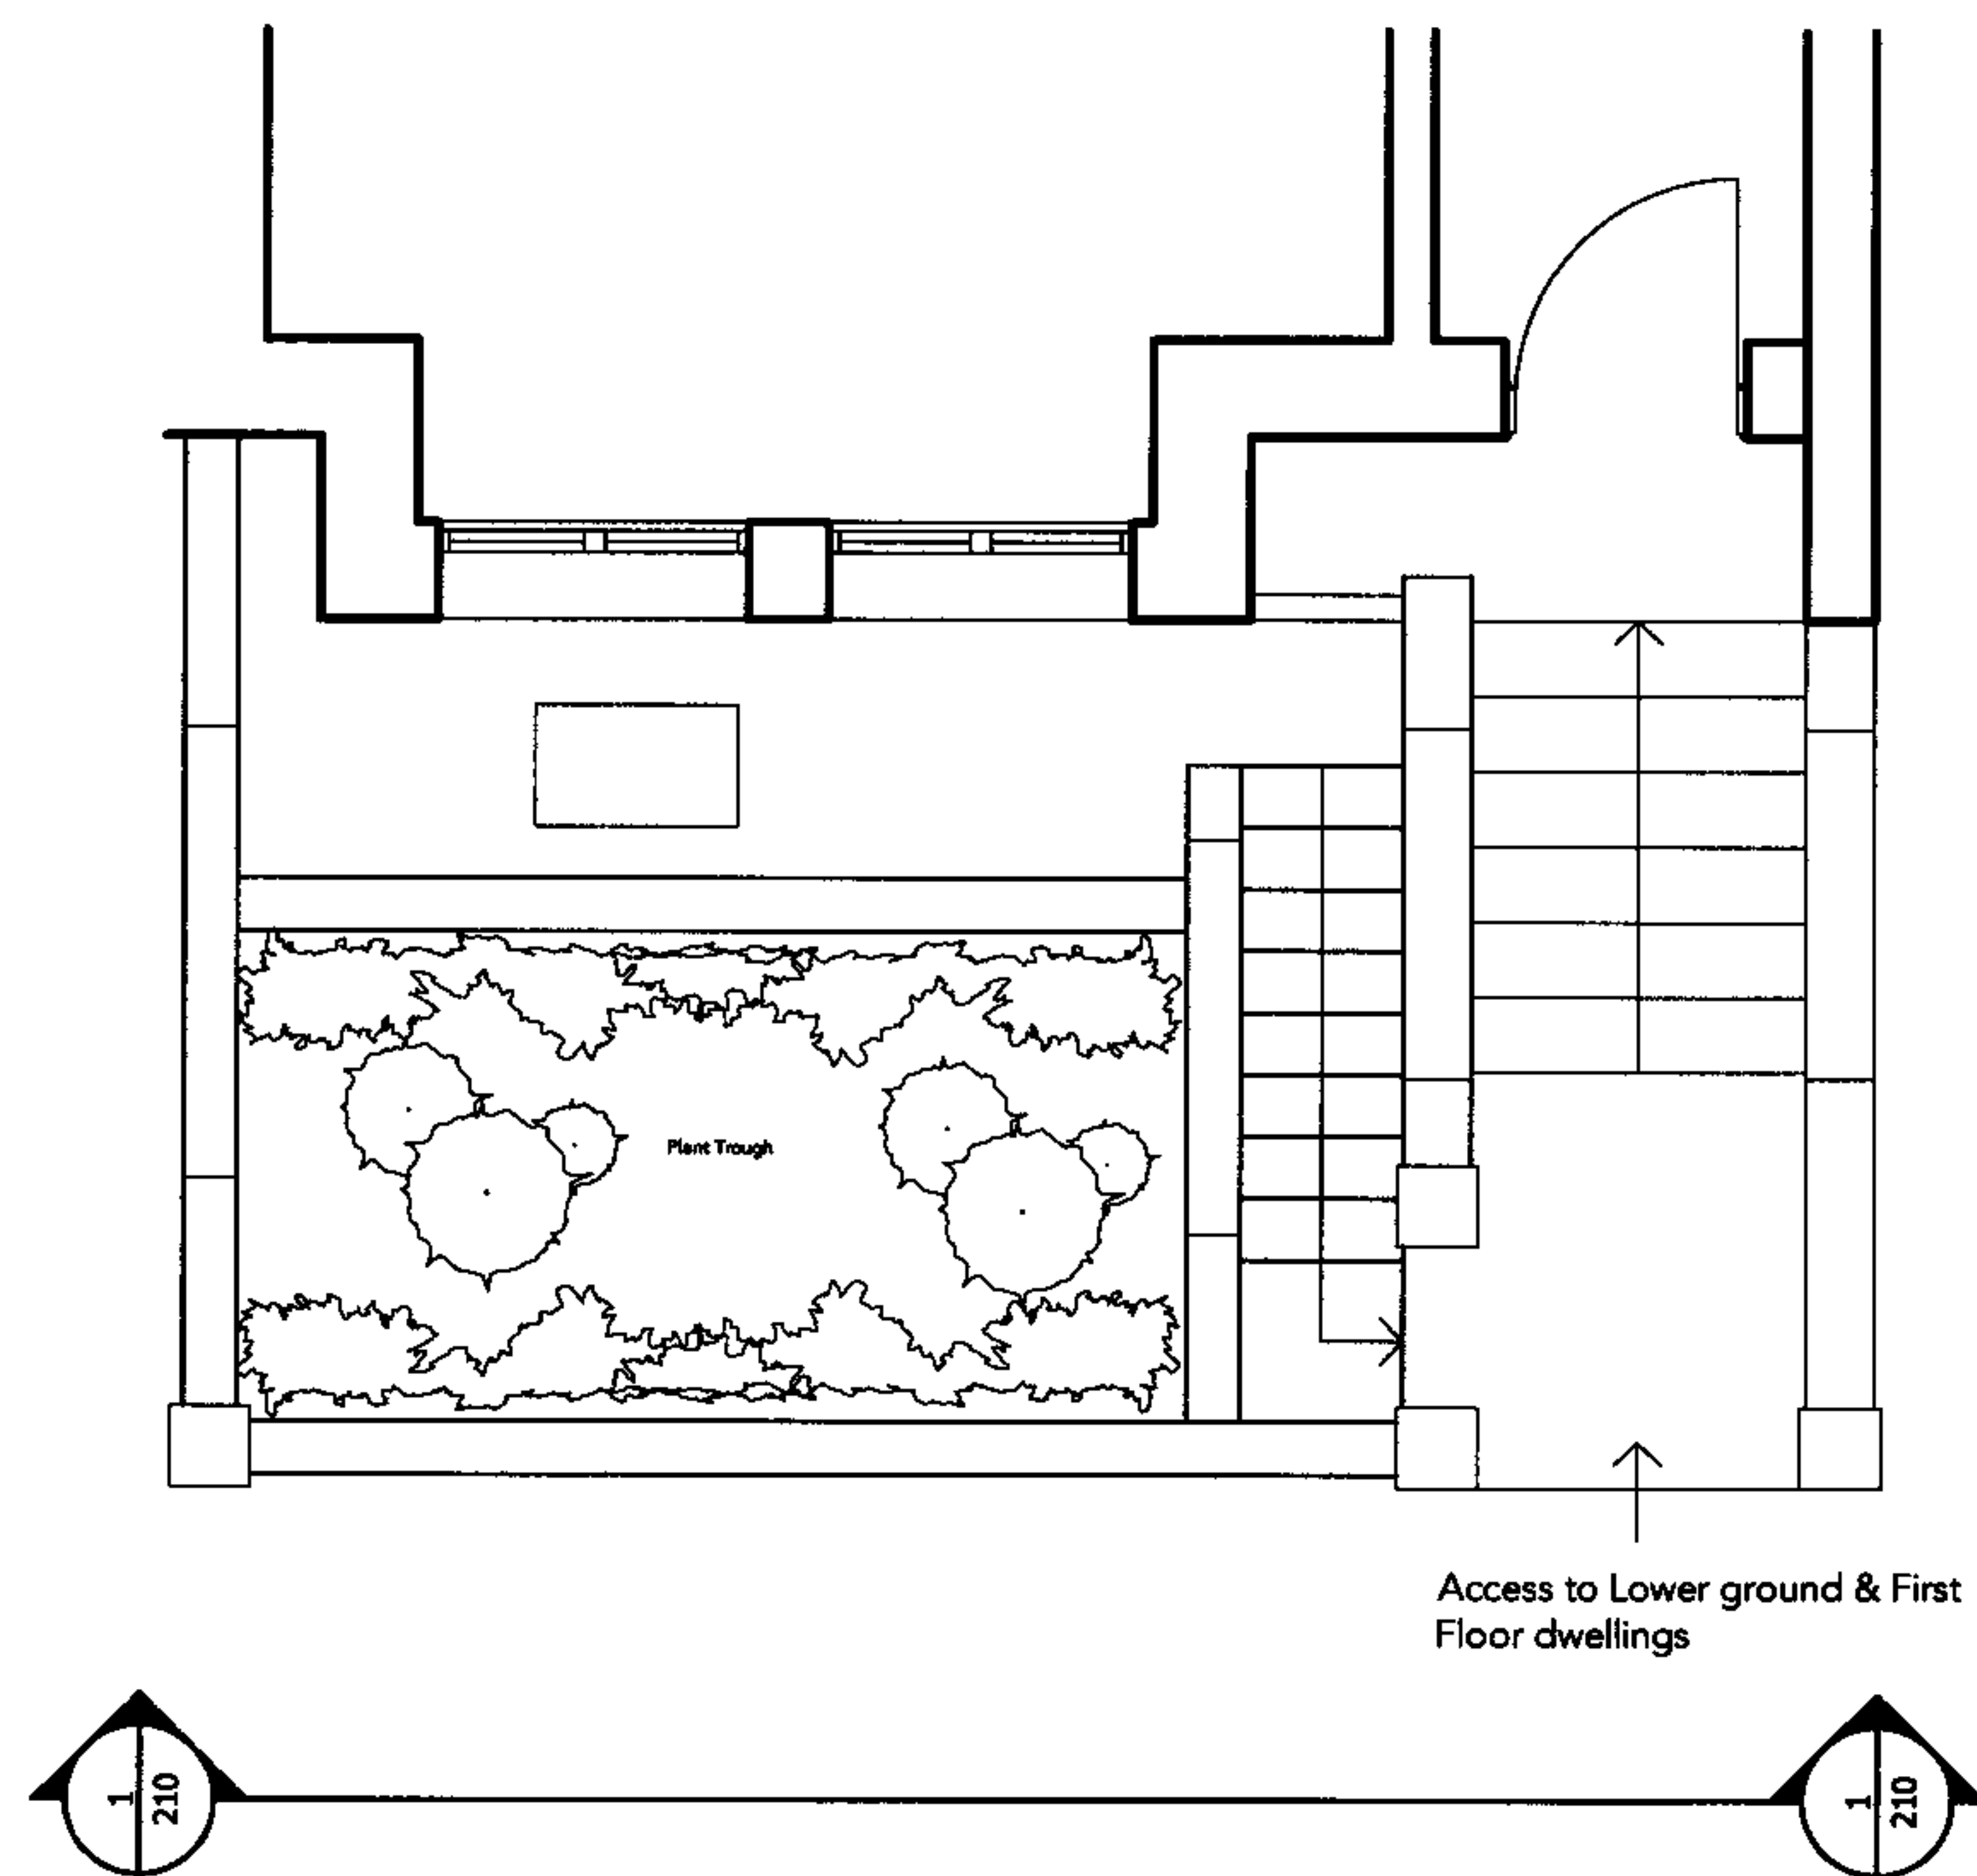 Plant Trough
Access to Lower ground & First
Floor dwellings
1
210
1
210